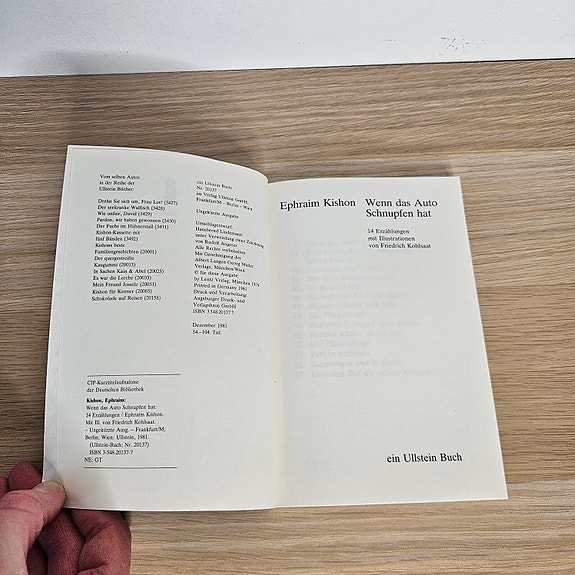 Vom selben Autor
in der Reihe der
Ullstein Bücher:
Drehn Sie sich um, Frau Lot! (3427)
Der seekranke Walfisch (3428)
Wie unfair, David (3429)
Pardon, wir haben gewonnen (3430)
Der Fuchs im Hühnerstall (3431)
Kishon-Kassette mit
fünf Bänden (3492)
Kishons beste
Familiengeschichten (20001)
Der quergestreifte
Kaugummi (20013)
In Sachen Kain & Abel (20025)
Es war die Lerche (20033)
Mein Freund Jossele (20053)
Kishon für Kenner (20065)
Schokolade auf Reisen (20158)
CIP-Kurztitelaufnahme
der Deutschen Bibliothek
Kishon, Ephraim:
Wenn das Auto Schnupfen hat:
14 Erzählungen / Ephraim Kishon.
Mit Ill. von Friedrich Kohlsaat.
– Ungekürzte Ausg. – Frankfurt/M;
Berlin; Wien: Ullstein, 1981.
(Ullstein-Buch; Nr. 20137)
ISBN 3-548-20137-7
NE: GT
ein Ullstein Buch
Nr. 20137
im Verlag Ullstein GmbH,
Frankfurt/M – Berlin – Wien
Ungekürzte Ausgabe
Umschlagentwurf:
Hansbernd Lindemann
unter Verwendung einer Zeichnung
von Rudolf Angerer
Alle Rechte vorbehalten
Mit Genehmigung des
Albert Langen-Georg Müller
Verlags, München/Wien
© für diese Ausgabe
by Lentz Verlag, München
Printed in Germany 1981
Druck und Verarbeitung:
Augsburger Druck- und
Verlagshaus GmbH
ISBN 3 548 20137 7
Dezember 1981
54.–104. Tsd.
Ephraim Kishon
Wenn das Auto
Schnupfen hat
14 Erzählungen
mit Illustrationen
von Friedrich Kohlsaat
ein Ullstein Buch